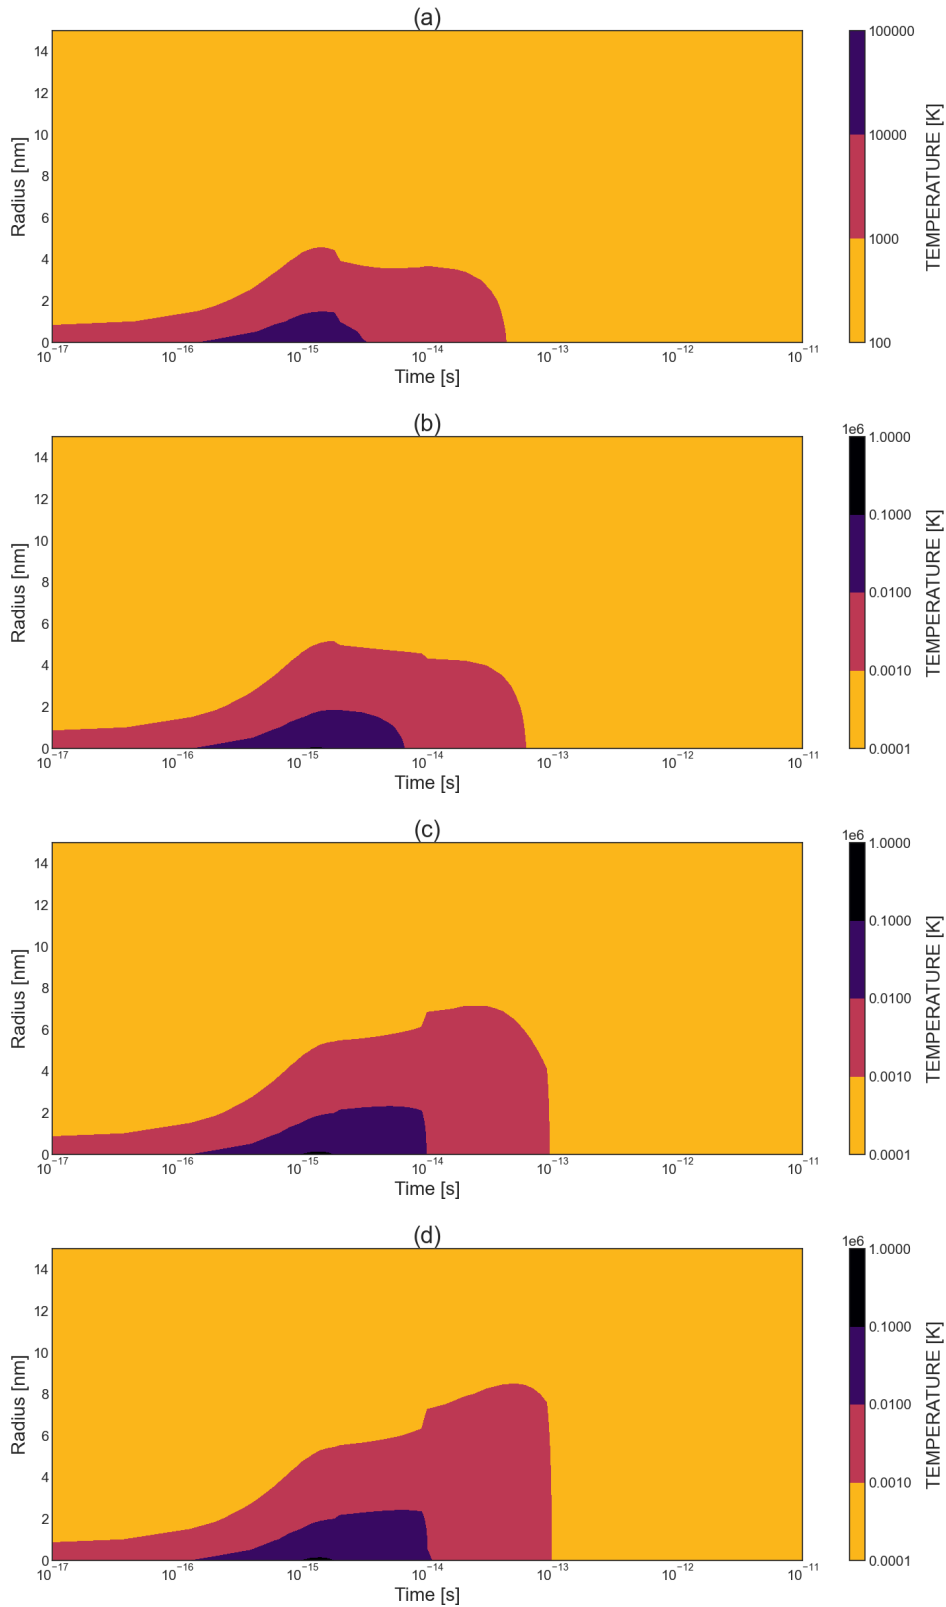 (a)
14
12
10
8
6
4
2
0
Radius [nm]
10⁻¹⁷ 10⁻¹⁶ 10⁻¹⁵ 10⁻¹⁴ 10⁻¹³ 10⁻¹² 10⁻¹¹
Time [s]
100000
10000
1000
100
TEMPERATURE [K]
(b)
14
12
10
8
6
4
2
0
Radius [nm]
10⁻¹⁷ 10⁻¹⁶ 10⁻¹⁵ 10⁻¹⁴ 10⁻¹³ 10⁻¹² 10⁻¹¹
Time [s]
1e6
1.0000
0.1000
0.0100
0.0010
0.0001
TEMPERATURE [K]
(c)
14
12
10
8
6
4
2
0
Radius [nm]
10⁻¹⁷ 10⁻¹⁶ 10⁻¹⁵ 10⁻¹⁴ 10⁻¹³ 10⁻¹² 10⁻¹¹
Time [s]
1e6
1.0000
0.1000
0.0100
0.0010
0.0001
TEMPERATURE [K]
(d)
14
12
10
8
6
4
2
0
Radius [nm]
10⁻¹⁷ 10⁻¹⁶ 10⁻¹⁵ 10⁻¹⁴ 10⁻¹³ 10⁻¹² 10⁻¹¹
Time [s]
1e6
1.0000
0.1000
0.0100
0.0010
0.0001
TEMPERATURE [K]